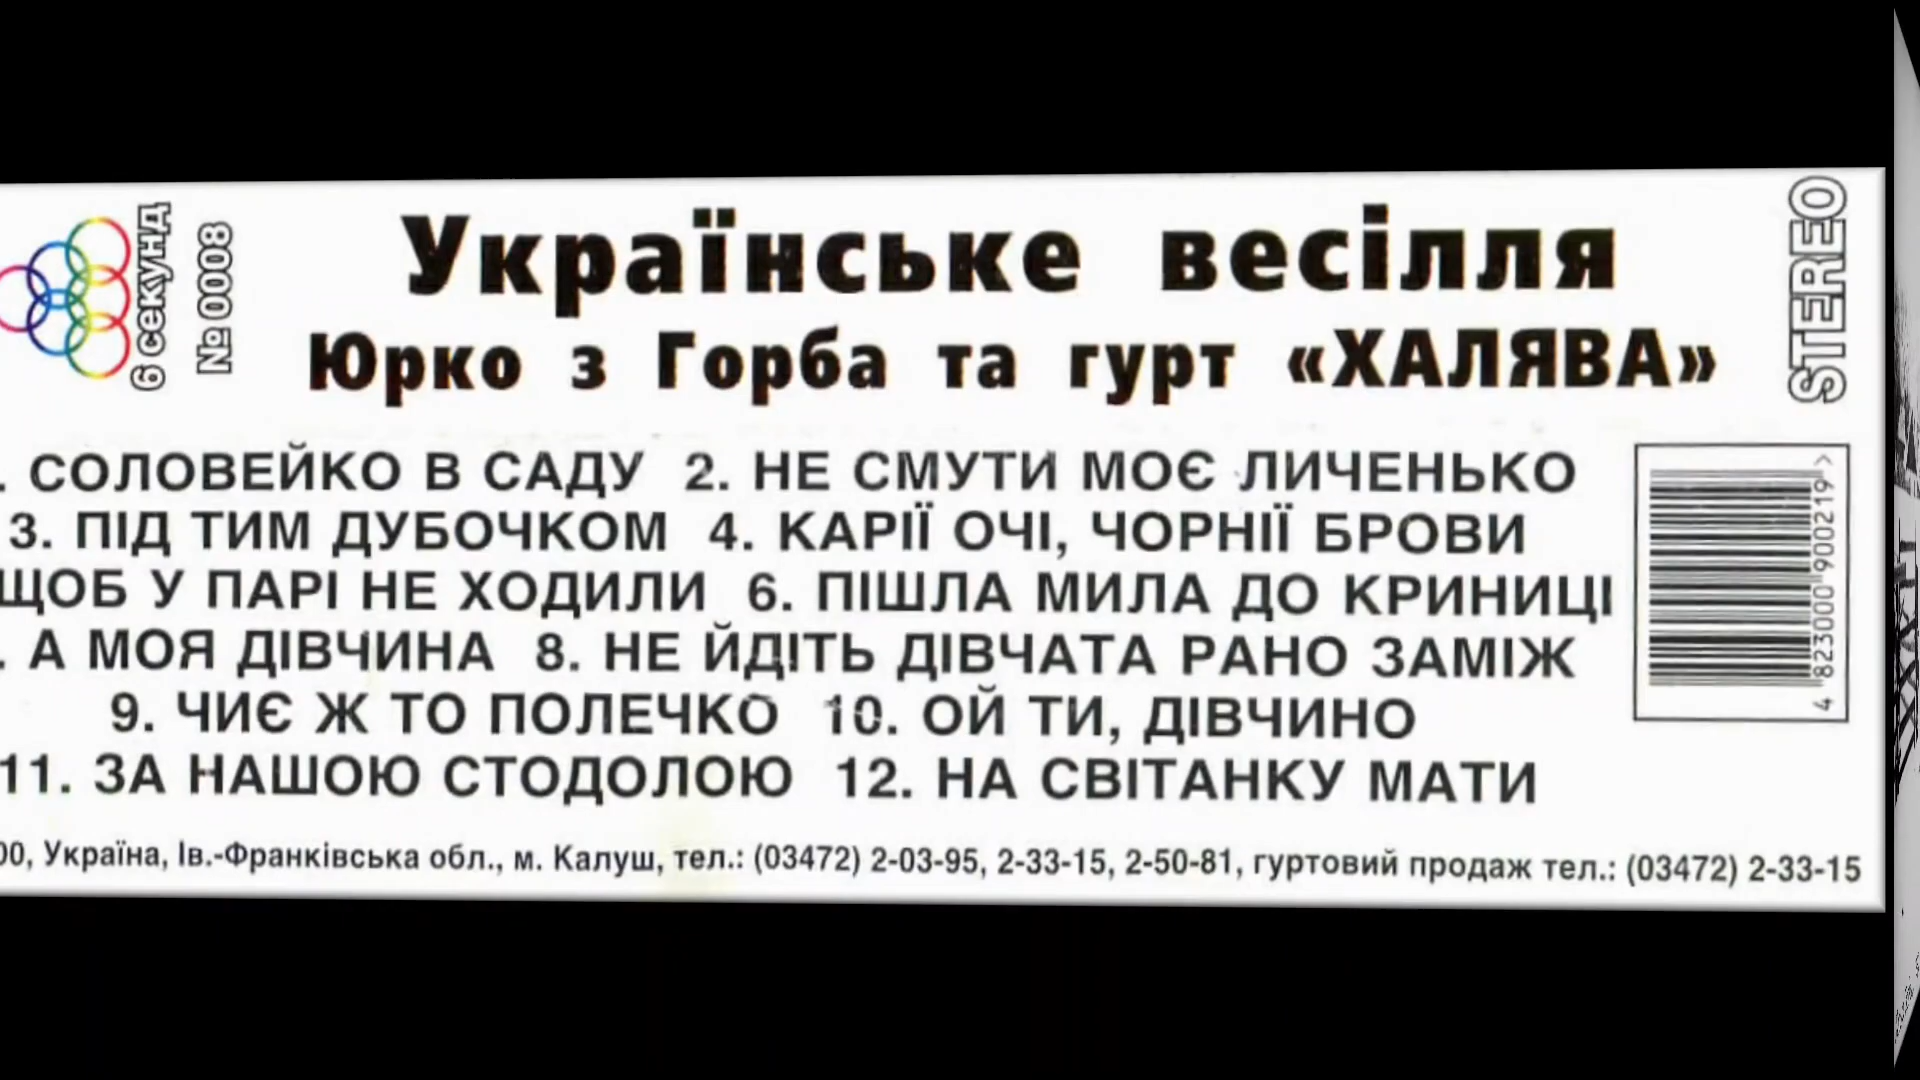 6 секунд
№ 0008
Українське весілля
Юрко з Горба та гурт «ХАЛЯВА»
STEREO
. СОЛОВЕЙКО В САДУ 2. НЕ СМУТИ МОЄ ЛИЧЕНЬКО
3. ПІД ТИМ ДУБОЧКОМ 4. КАРІЇ ОЧІ, ЧОРНІЇ БРОВИ
ЩОБ У ПАРІ НЕ ХОДИЛИ 6. ПІШЛА МИЛА ДО КРИНИЦІ
. А МОЯ ДІВЧИНА 8. НЕ ЙДІТЬ ДІВЧАТА РАНО ЗАМІЖ
9. ЧИЄ Ж ТО ПОЛЕЧКО 10. ОЙ ТИ, ДІВЧИНО
11. ЗА НАШОЮ СТОДОЛОЮ 12. НА СВІТАНКУ МАТИ
4 823000 900219 >
00, Україна, Ів.-Франківська обл., м. Калуш, тел.: (03472) 2-03-95, 2-33-15, 2-50-81, гуртовий продаж тел.: (03472) 2-33-15